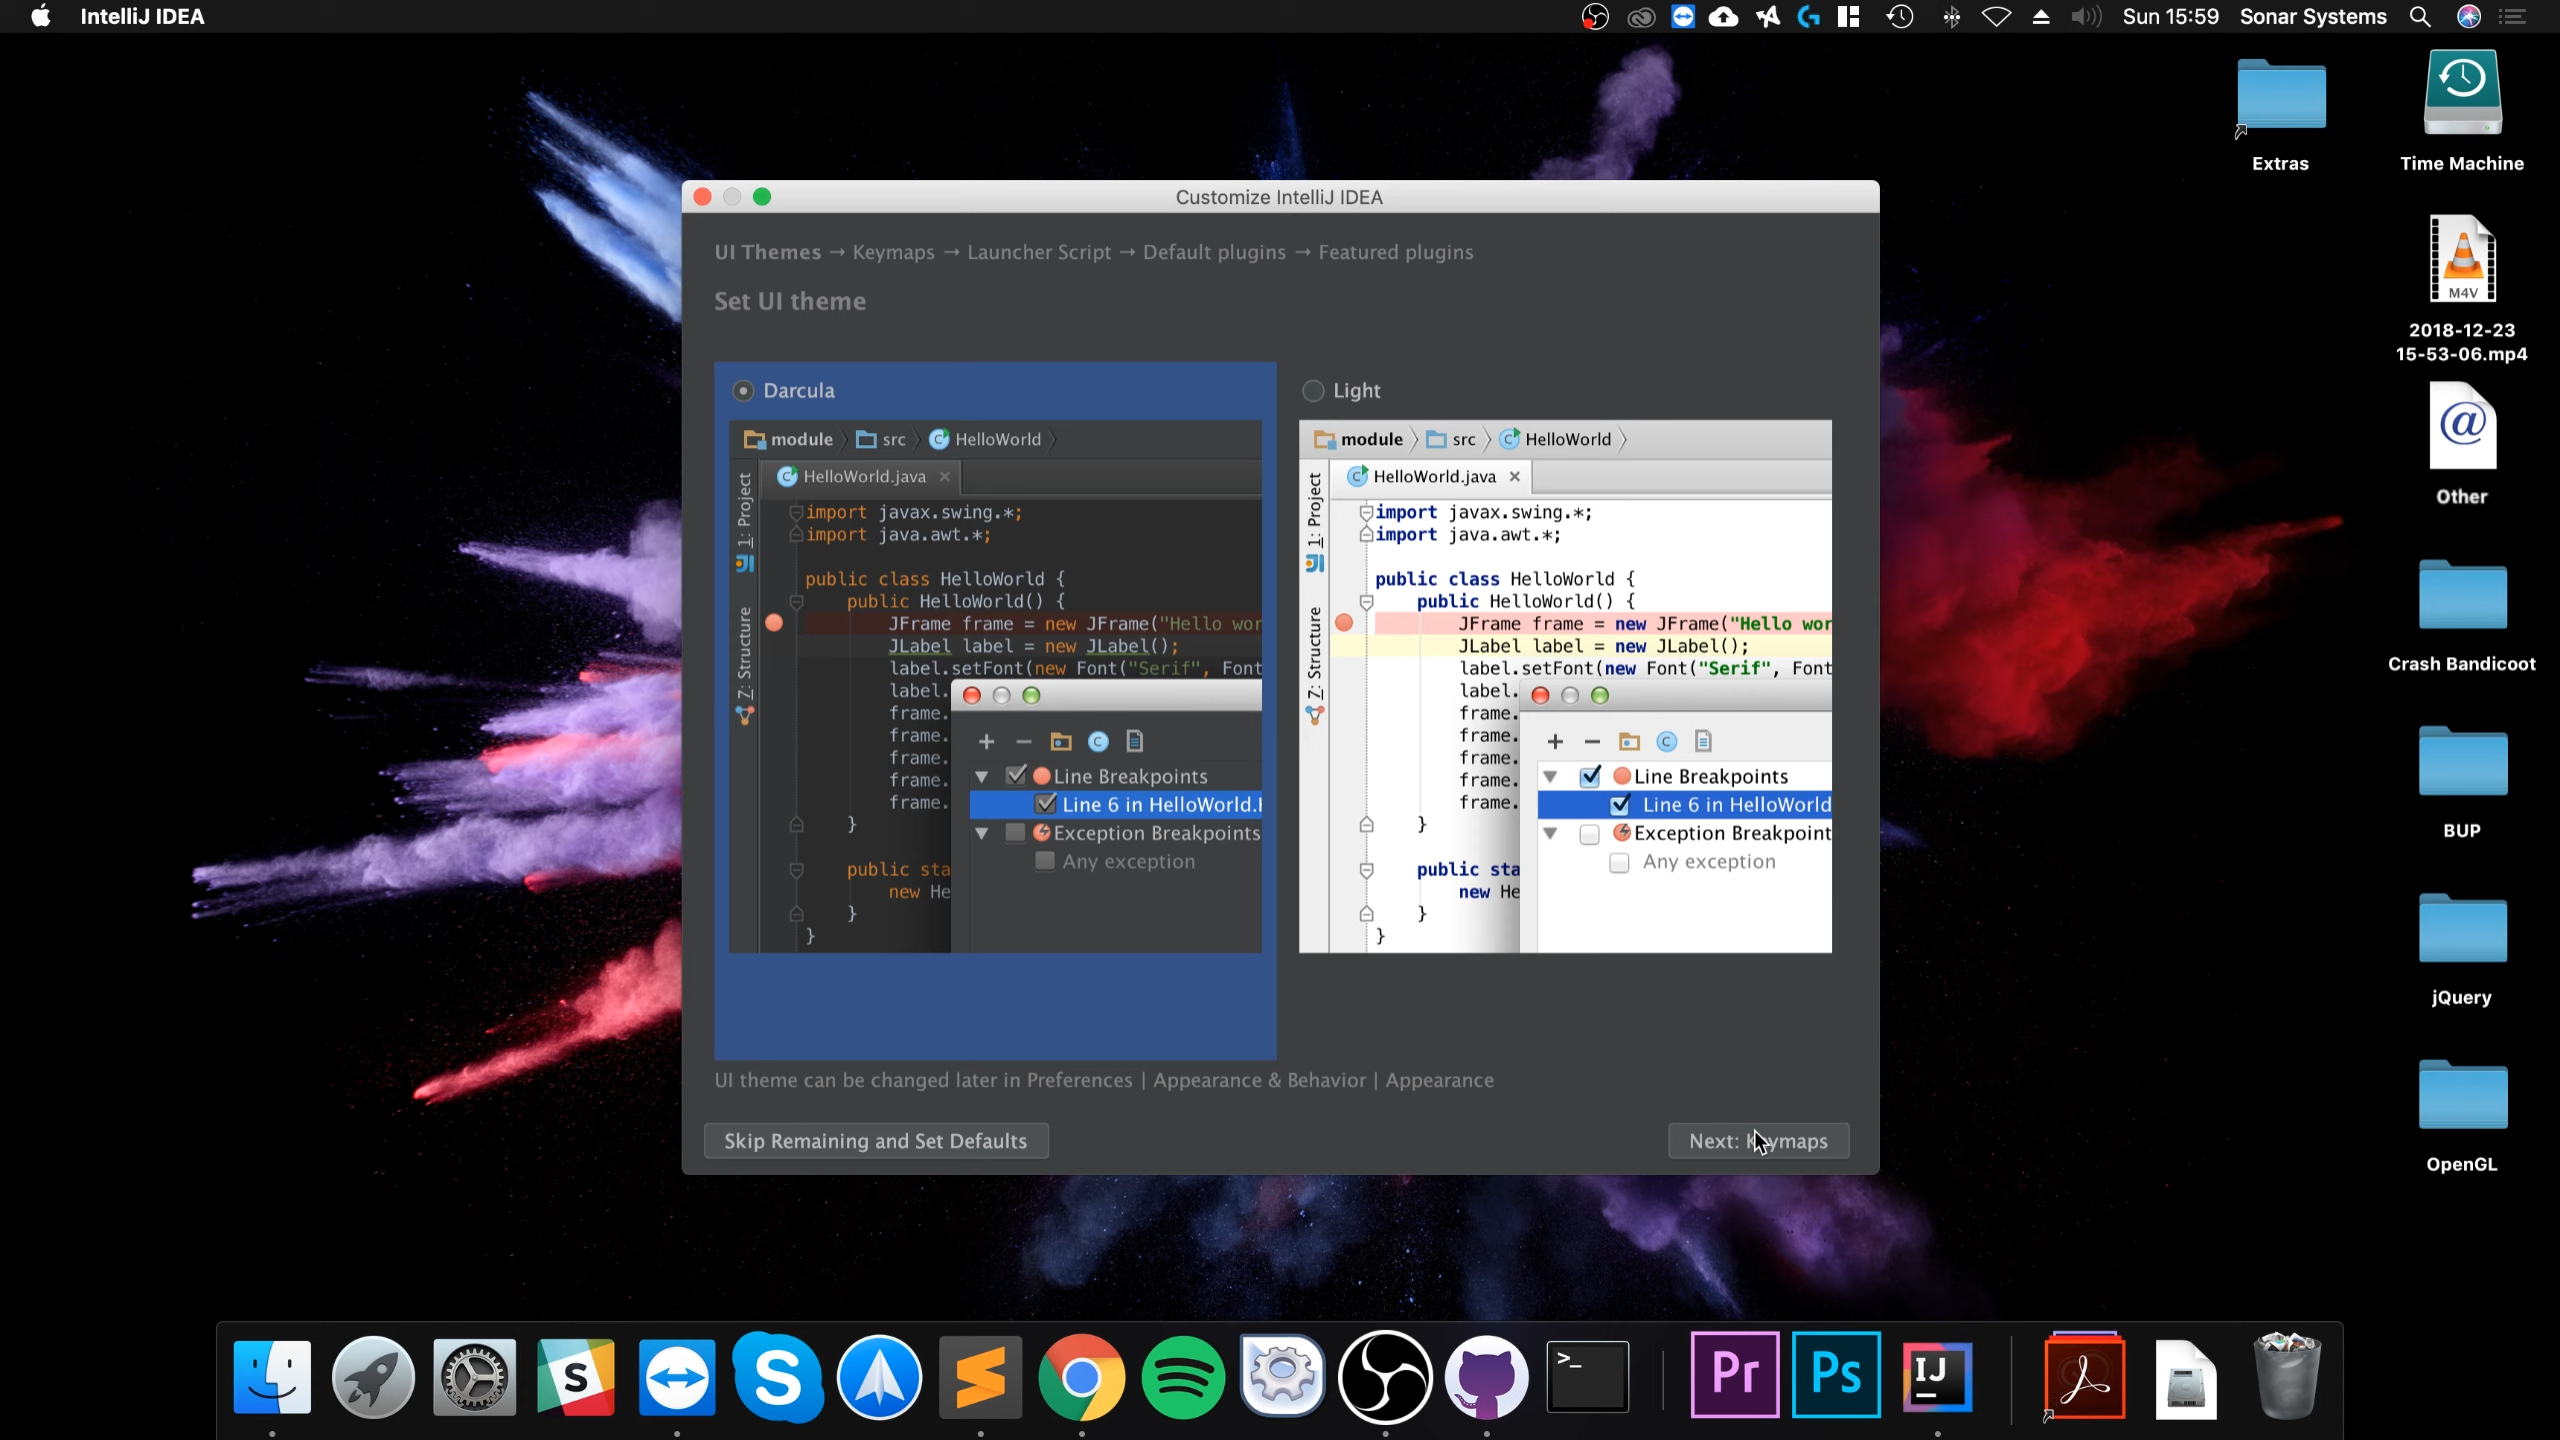 IntelliJ IDEA
Sun 15:59 Sonar Systems
Extras
Time Machine
M4V
2018-12-23
15-53-06.mp4
@
Other
Crash Bandicoot
BUP
jQuery
OpenGL
Customize IntelliJ IDEA
UI Themes → Keymaps → Launcher Script → Default plugins → Featured plugins
Set UI theme
Darcula
module src HelloWorld
HelloWorld.java
1: Project
Z: Structure
import javax.swing.*;
import java.awt.*;
public class HelloWorld {
public HelloWorld() {
JFrame frame = new JFrame("Hello wor
JLabel label = new JLabel();
label.setFont(new Font("Serif", Font
label.
frame.
frame.
frame.
frame.
frame.
}
public sta
new He
}
}
Line Breakpoints
Line 6 in HelloWorld.
Exception Breakpoints
Any exception
Light
module src HelloWorld
HelloWorld.java
1: Project
Z: Structure
import javax.swing.*;
import java.awt.*;
public class HelloWorld {
public HelloWorld() {
JFrame frame = new JFrame("Hello wor
JLabel label = new JLabel();
label.setFont(new Font("Serif", Font
label.
frame.
frame.
frame.
frame.
frame.
}
public sta
new He
}
}
Line Breakpoints
Line 6 in HelloWorld
Exception Breakpoint
Any exception
UI theme can be changed later in Preferences | Appearance & Behavior | Appearance
Skip Remaining and Set Defaults
Next: Keymaps
S
S
>_
Pr
Ps
IJ